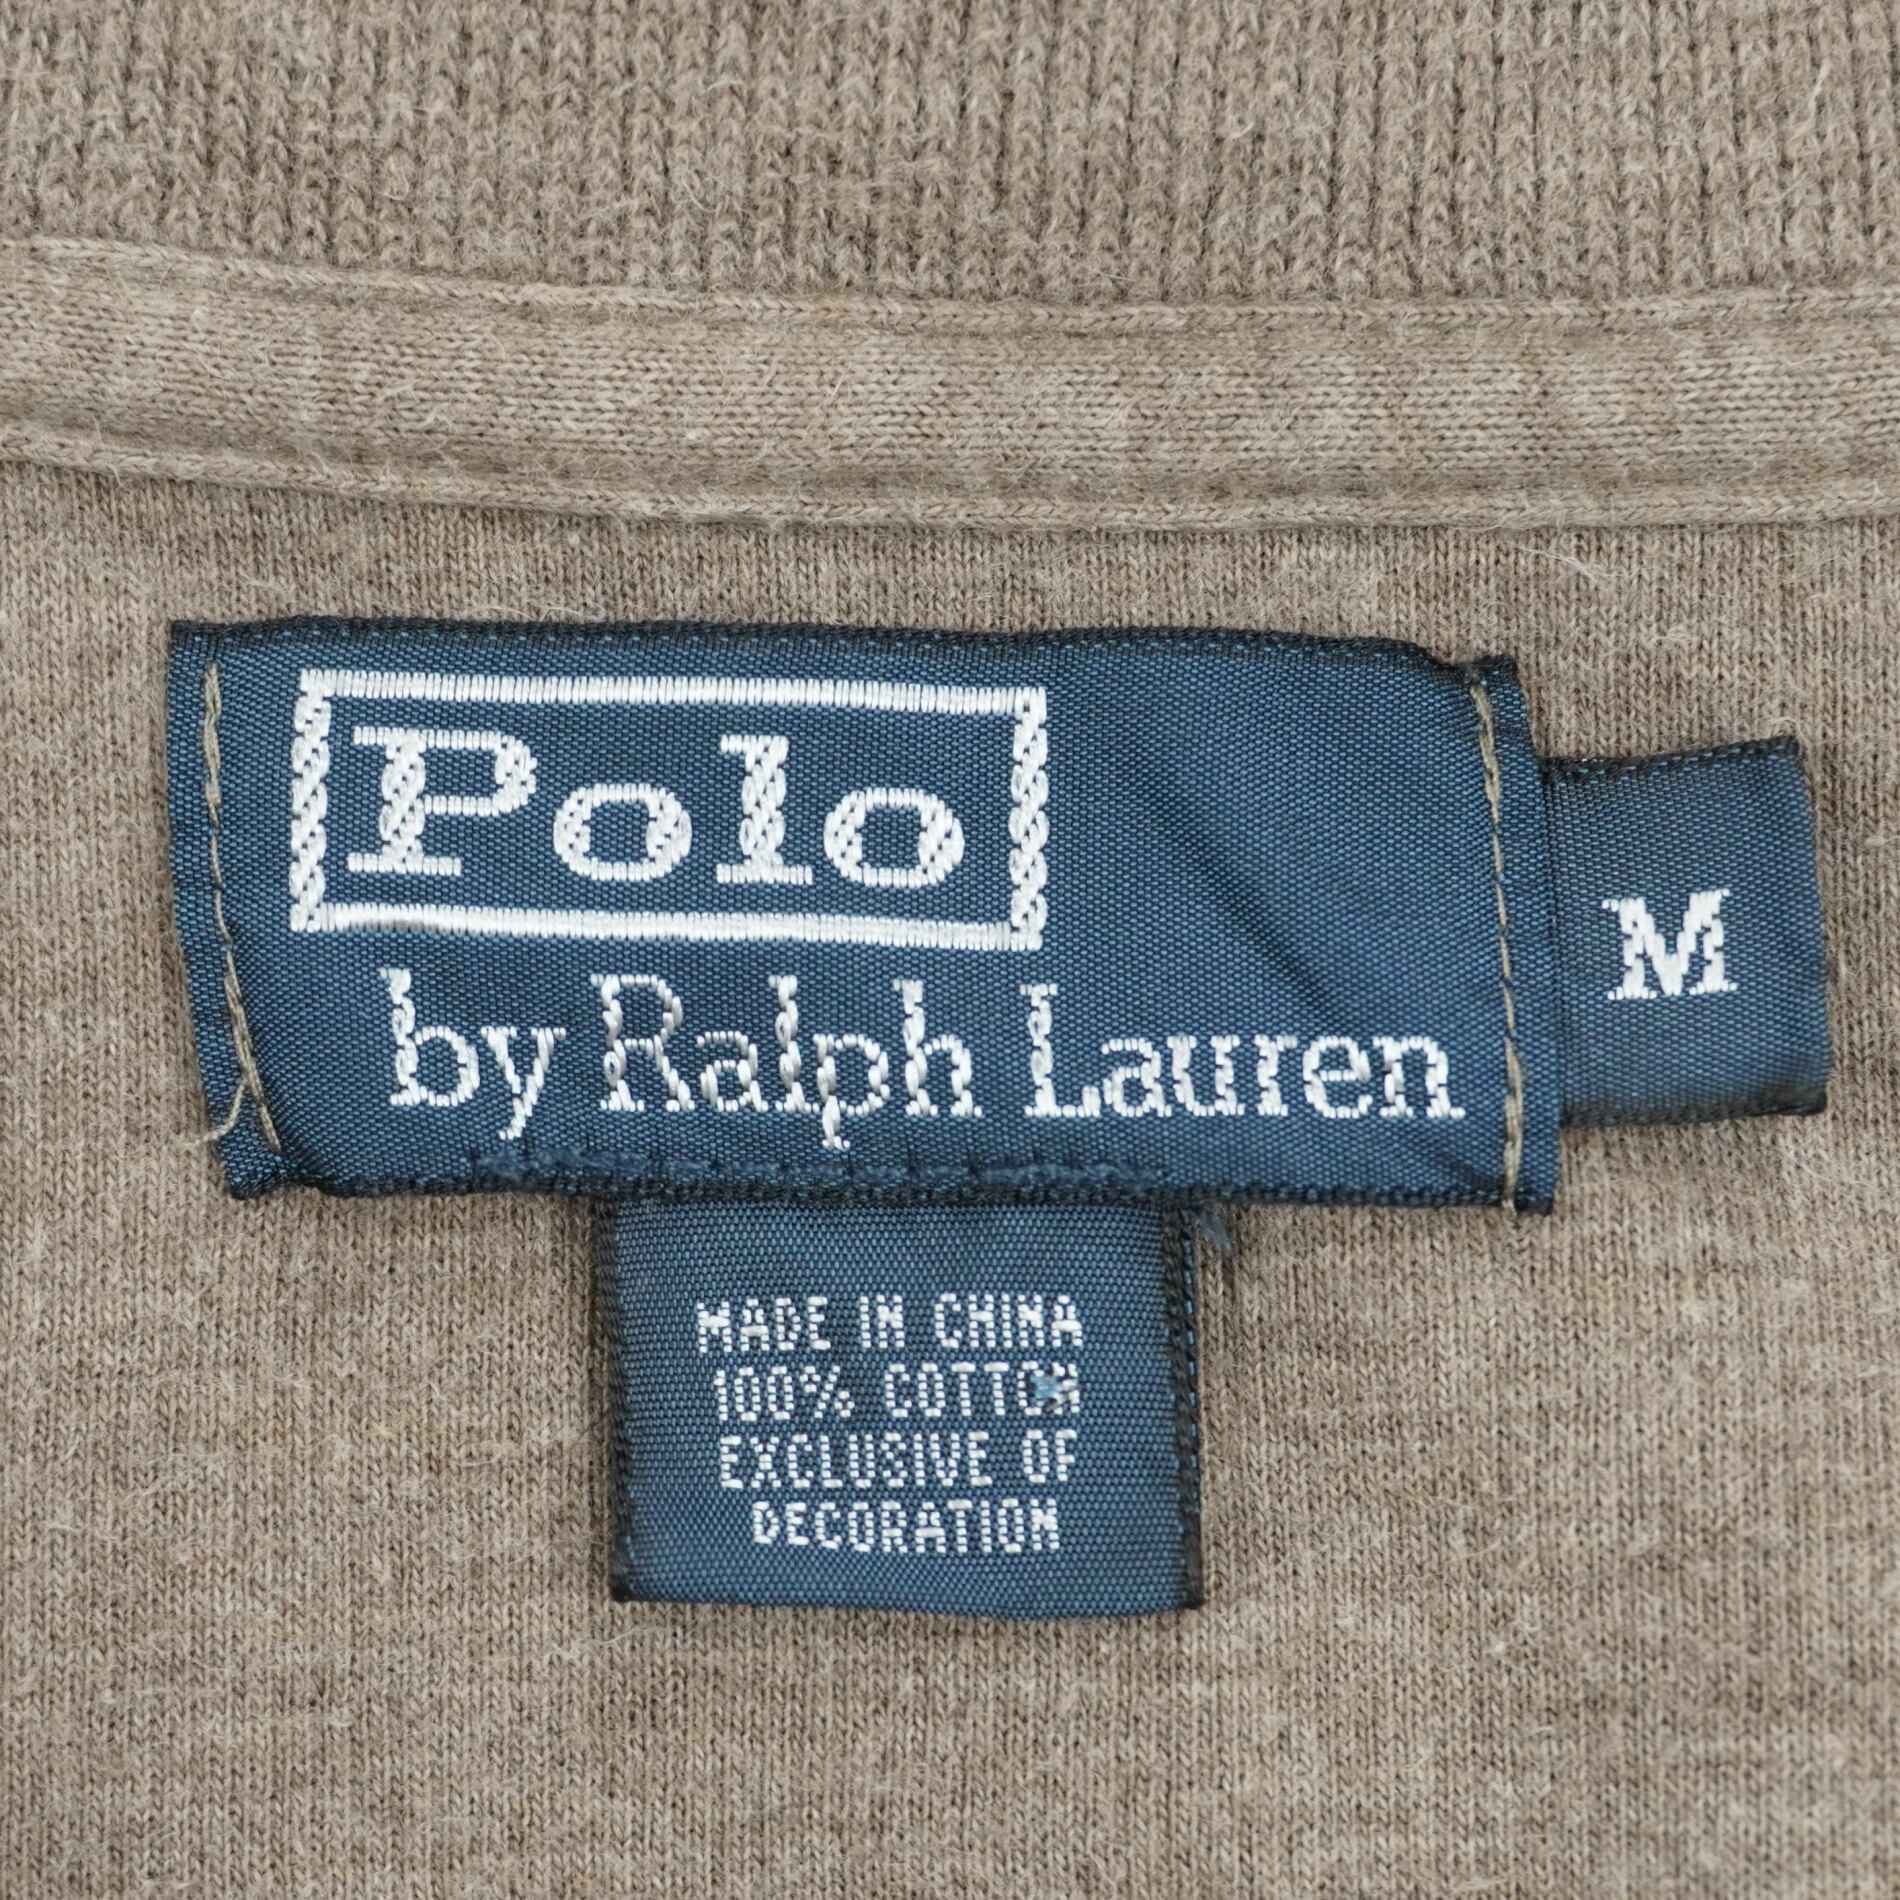 Polo
by Ralph Lauren
M
MADE IN CHINA
100% COTTON
EXCLUSIVE OF
DECORATION